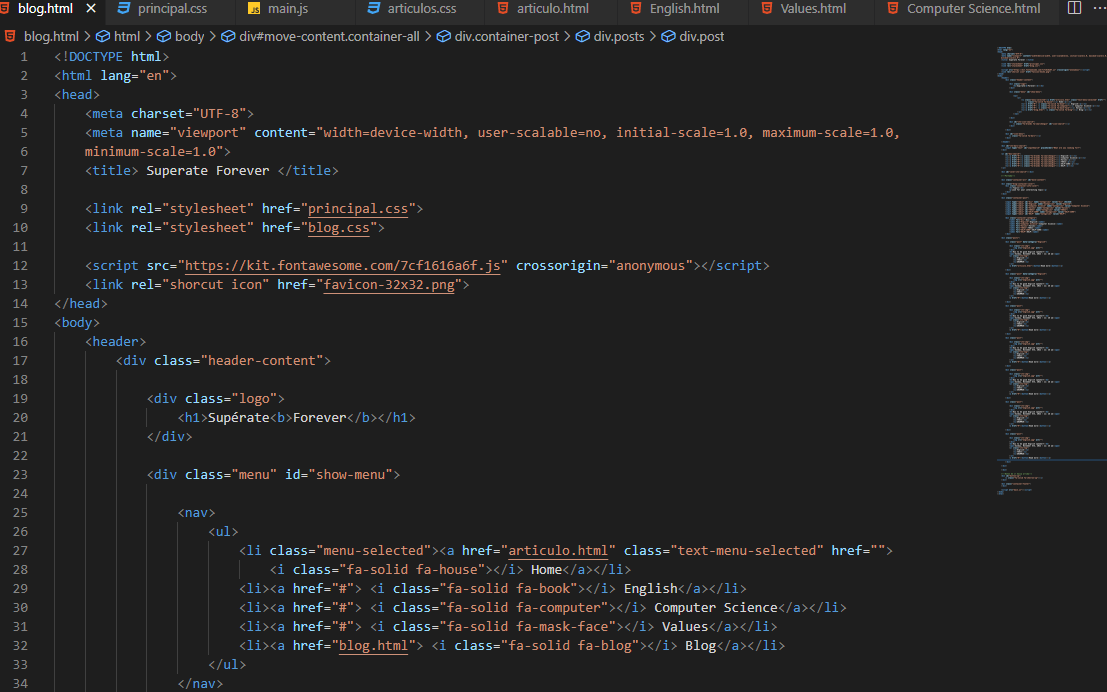 blog.html × principal.css main.js articulos.css articulo.html English.html Values.html Computer Science.html
blog.html > html > body > div#move-content.container-all > div.container-post > div.posts > div.post
1 <!DOCTYPE html>
2 <html lang="en">
3 <head>
4 <meta charset="UTF-8">
5 <meta name="viewport" content="width=device-width, user-scalable=no, initial-scale=1.0, maximum-scale=1.0,
6 minimum-scale=1.0">
7 <title> Superate Forever </title>
8
9 <link rel="stylesheet" href="principal.css">
10 <link rel="stylesheet" href="blog.css">
11
12 <script src="https://kit.fontawesome.com/7cf1616a6f.js" crossorigin="anonymous"></script>
13 <link rel="shorcut icon" href="favicon-32x32.png">
14 </head>
15 <body>
16 <header>
17 <div class="header-content">
18
19 <div class="logo">
20 <h1>Supérate<b>Forever</b></h1>
21 </div>
22
23 <div class="menu" id="show-menu">
24
25 <nav>
26 <ul>
27 <li class="menu-selected"><a href="articulo.html" class="text-menu-selected" href="">
28 <i class="fa-solid fa-house"></i> Home</a></li>
29 <li><a href="#"> <i class="fa-solid fa-book"></i> English</a></li>
30 <li><a href="#"> <i class="fa-solid fa-computer"></i> Computer Science</a></li>
31 <li><a href="#"> <i class="fa-solid fa-mask-face"></i> Values</a></li>
32 <li><a href="blog.html"> <i class="fa-solid fa-blog"></i> Blog</a></li>
33 </ul>
34 </nav>